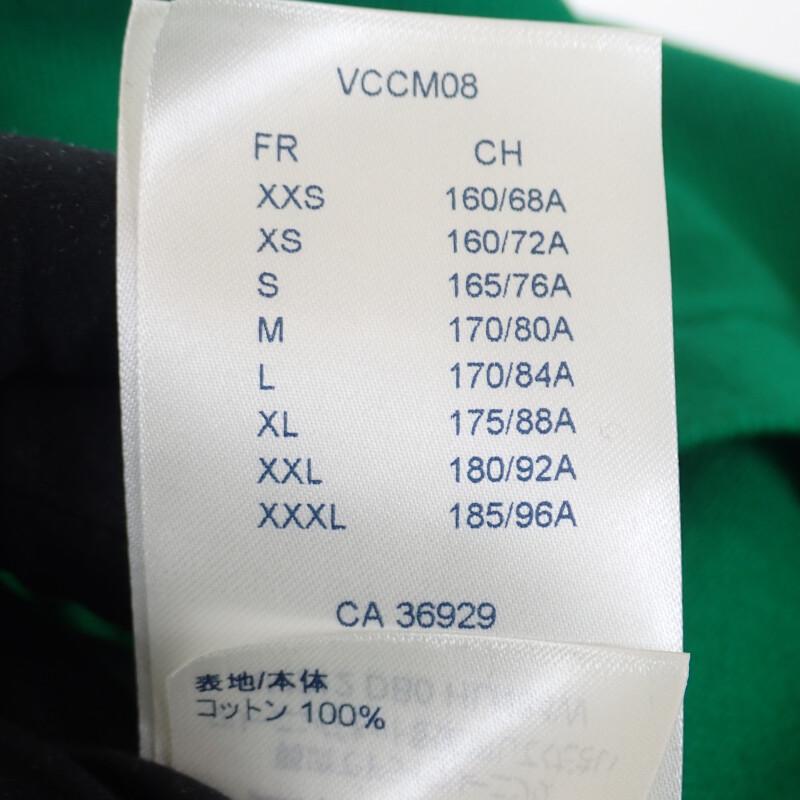 VCCM08
FR CH
XXS 160/68A
XS 160/72A
S 165/76A
M 170/80A
L 170/84A
XL 175/88A
XXL 180/92A
XXXL 185/96A
CA 36929
表地/本体
コットン 100%